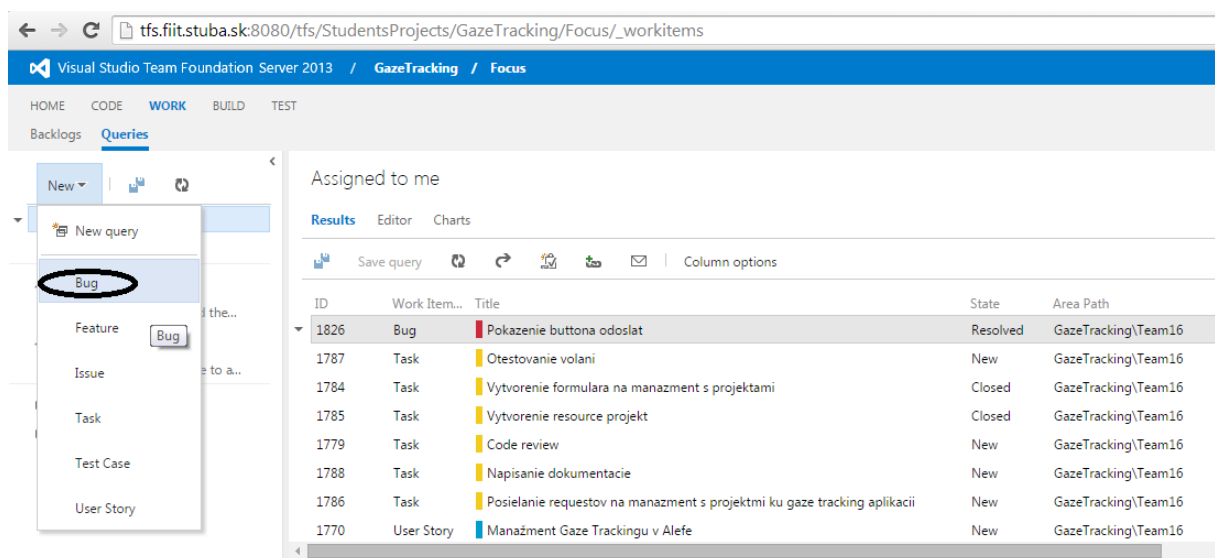 tfs.fiit.stuba.sk:8080/tfs/StudentsProjects/GazeTracking/Focus/_workitems
Visual Studio Team Foundation Server 2013 / GazeTracking / Focus
HOME CODE WORK BUILD TEST
Backlogs Queries
New
New query
Bug
Feature
Bug
Issue
Task
Test Case
User Story
the...
e to a...
Assigned to me
Results Editor Charts
Save query Column options
ID Work Item... Title State Area Path
1826 Bug Pokazenie buttona odoslat Resolved GazeTracking\Team16
1787 Task Otestovanie volani New GazeTracking\Team16
1784 Task Vytvorenie formulara na manazment s projektami Closed GazeTracking\Team16
1785 Task Vytvorenie resource projekt Closed GazeTracking\Team16
1779 Task Code review New GazeTracking\Team16
1788 Task Napisanie dokumentacie New GazeTracking\Team16
1786 Task Posielanie requestov na manazment s projektmi ku gaze tracking aplikacii New GazeTracking\Team16
1770 User Story Manažment Gaze Trackingu v Alefe New GazeTracking\Team16